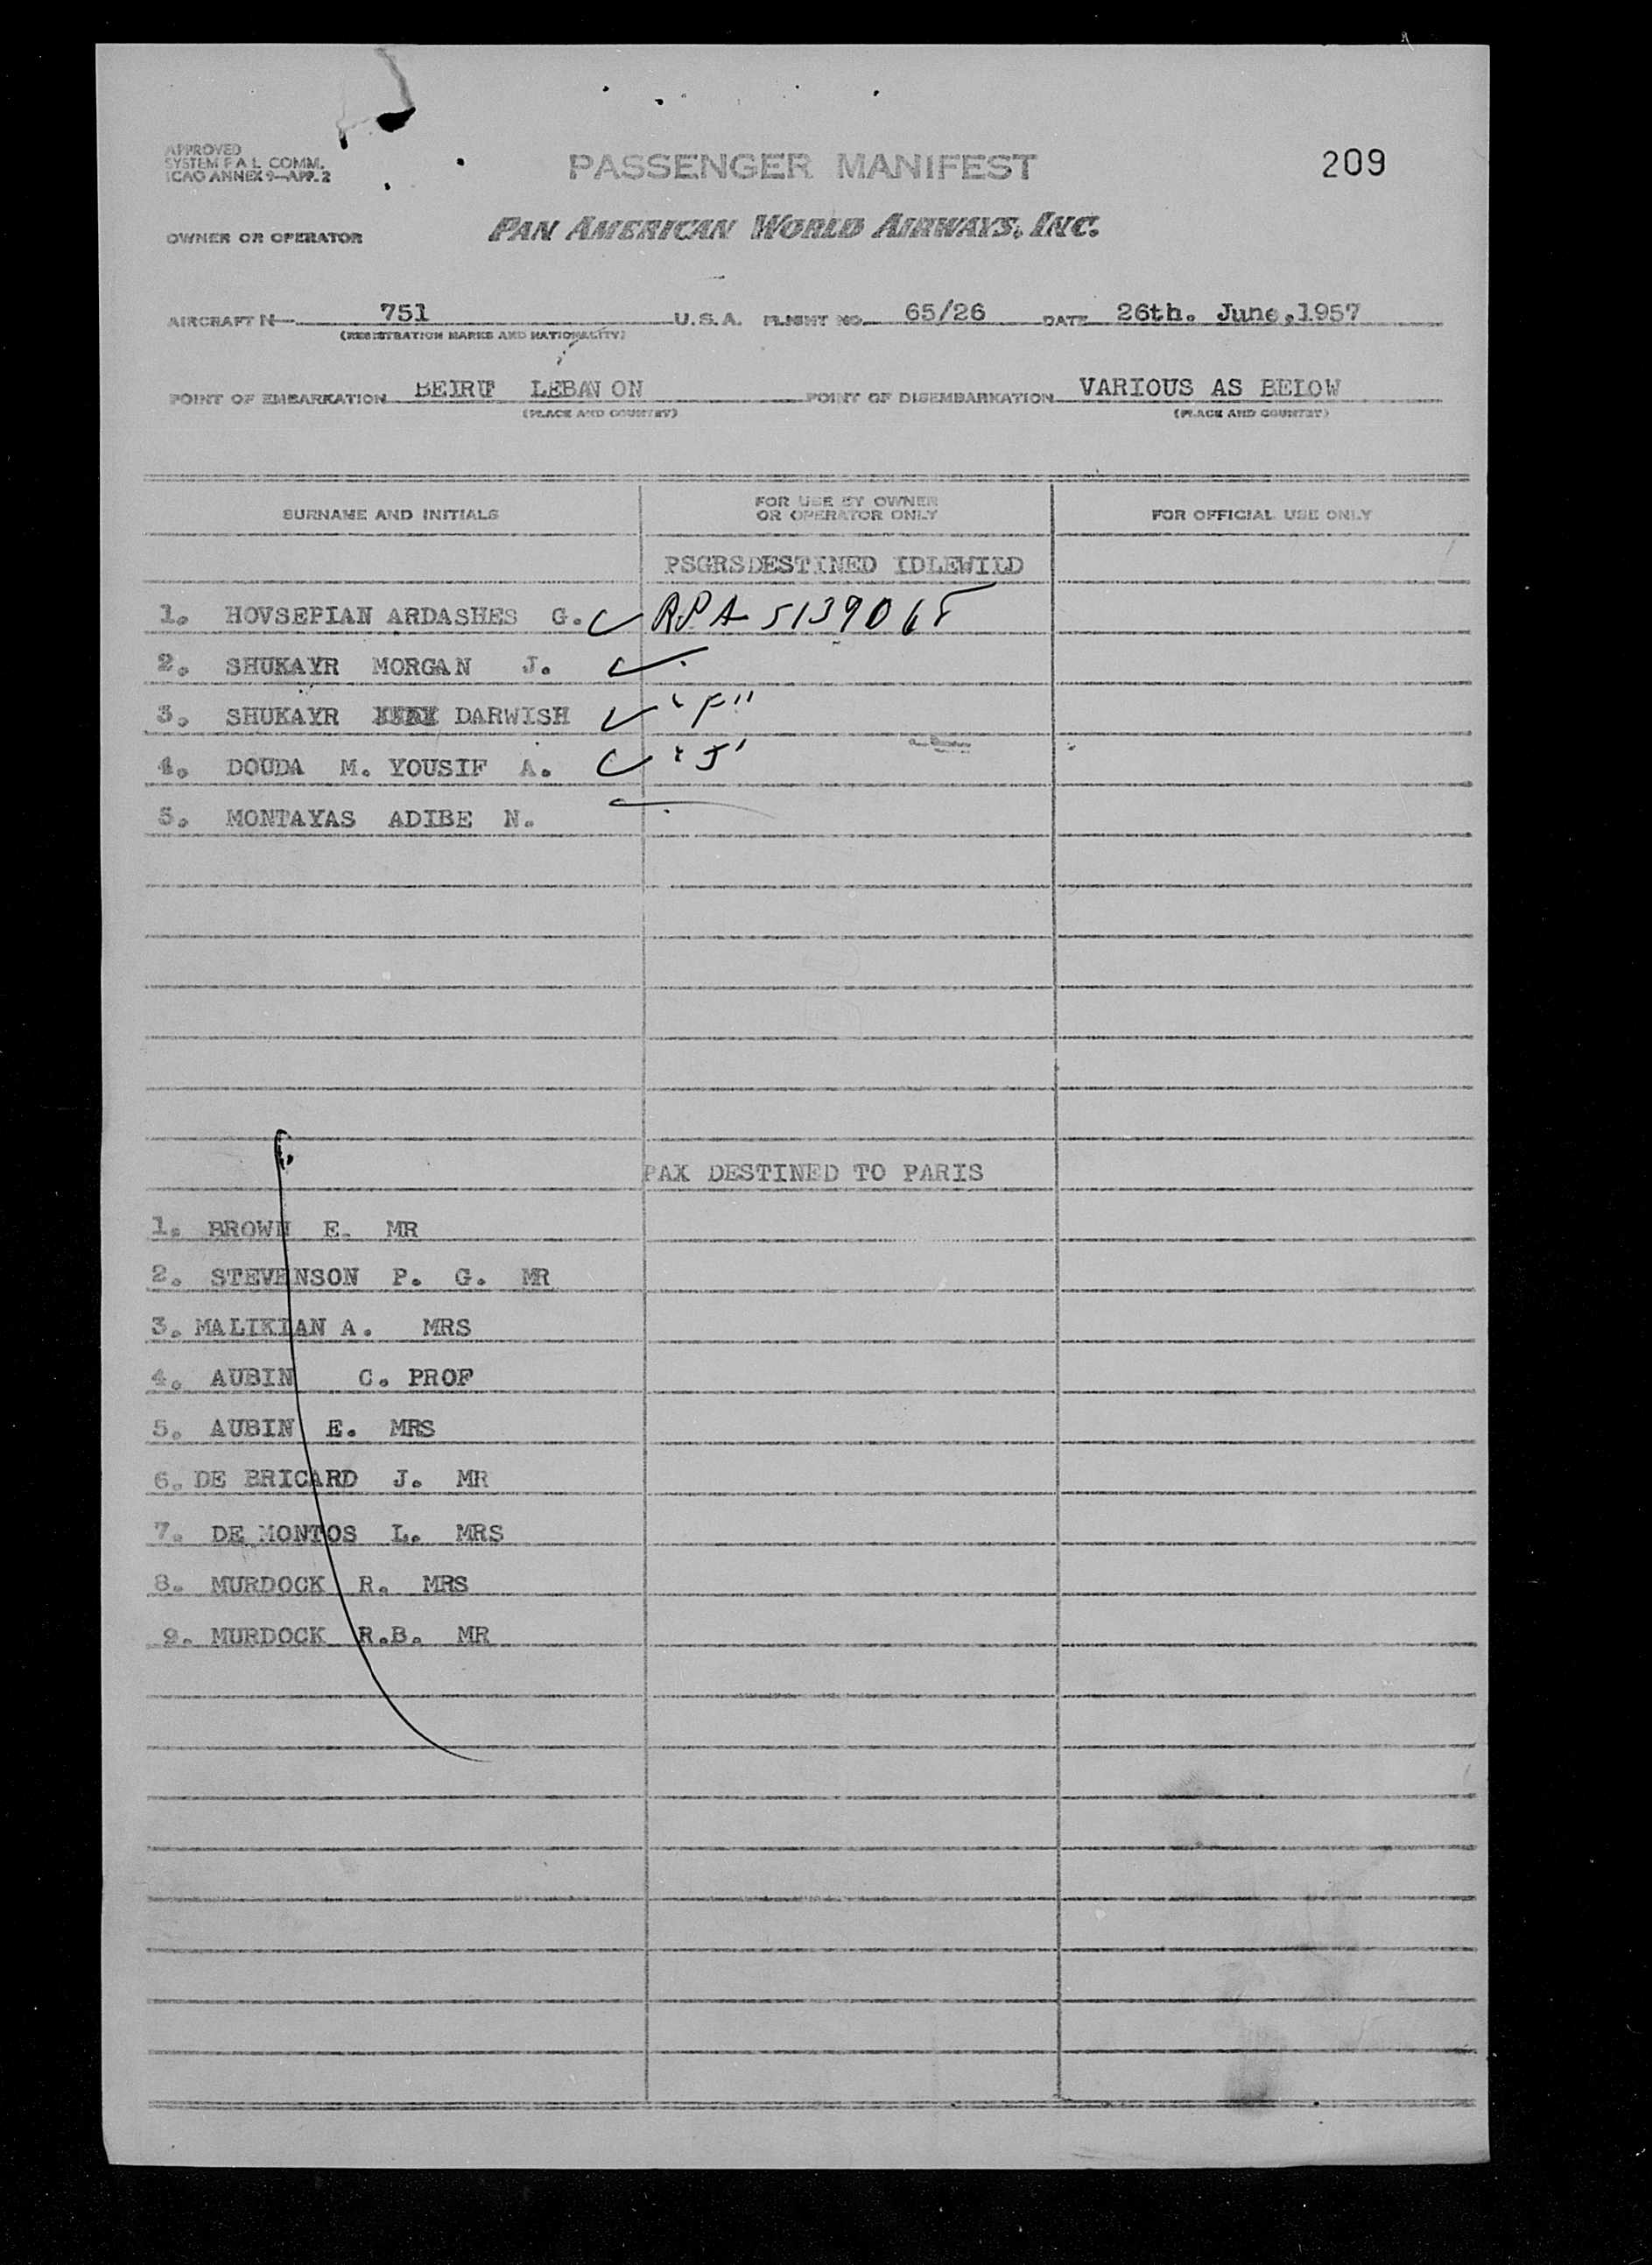 APPROVED
SYSTEM F A L COMM.
ICAO ANNEX 9—APP. 2
PASSENGER MANIFEST
209
OWNER OR OPERATOR PAN AMERICAN WORLD AIRWAYS, INC.
AIRCRAFT N— 751 U.S.A. FLIGHT NO. 65/26 DATE 26th. June,1957
(REGISTRATION MARKS AND NATIONALITY)
POINT OF EMBARKATION BEIRUT LEBANON POINT OF DISEMBARKATION VARIOUS AS BELOW
(PLACE AND COUNTRY) (PLACE AND COUNTRY)
SURNAME AND INITIALS
FOR USE BY OWNER
OR OPERATOR ONLY
FOR OFFICIAL USE ONLY
PSGRSDESTINED IDLEWILD
1. HOVSEPIAN ARDASHES G. ✓
2. SHUKAYR MORGAN J. ✓
3. SHUKAYR DARWISH ✓ "F"
4. DOUDA M. YOUSIF A. ✓ 'J'
5. MONTAYAS ADIBE N.
PAX DESTINED TO PARIS
1. BROWN E. MR
2. STEVENSON P. G. MR
3. MALIKIAN A. MRS
4. AUBIN C. PROF
5. AUBIN E. MRS
6. DE BRICARD J. MR
7. DE MONTOS L. MRS
8. MURDOCK R. MRS
9. MURDOCK R.B. MR